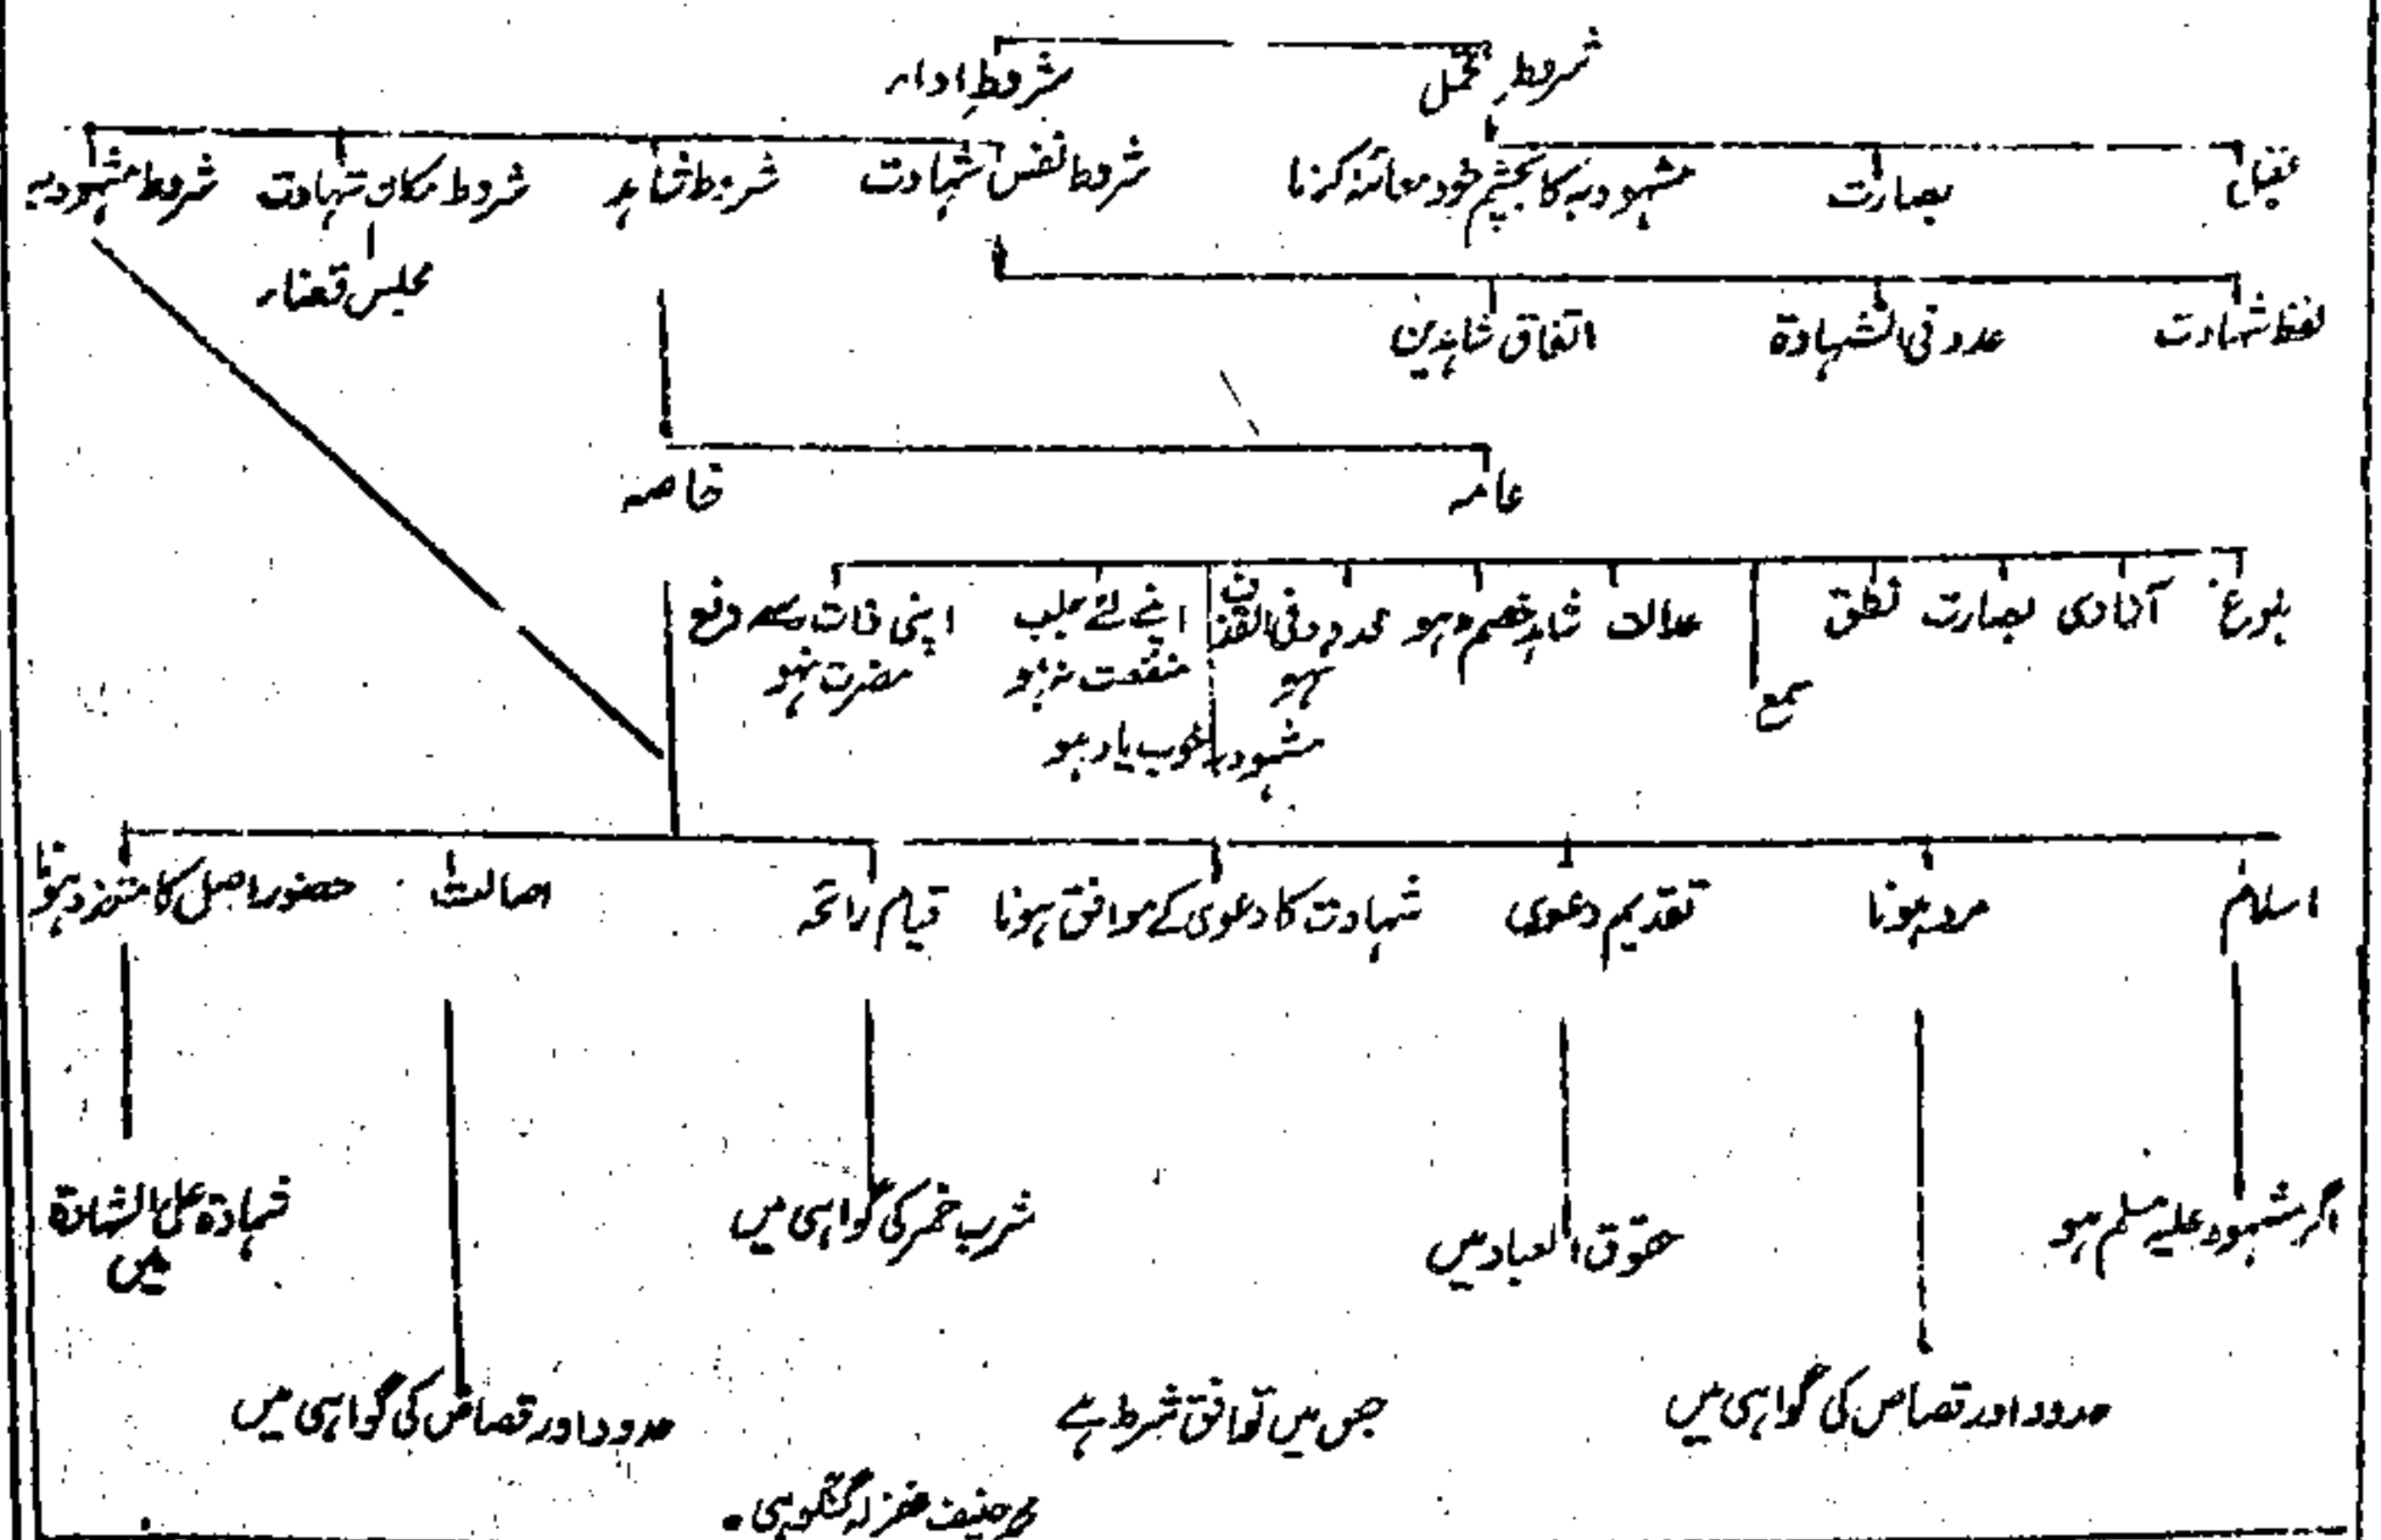 شروطِ تحمل شروطِ اداء
عقل بصارت مشہود بہ کا بچشم خود معائنہ کرنا شروط نفس شہادت شروط شاہد شروط مکان شہادت شروط مشہود بہ
مجلس قضاء
لفظ شہادت عدد فی الشہادۃ اتفاق شاہدین
عامہ خاصہ
بلوغ آزادی بصارت نطق سمع عدالت شاہد خصم نہ ہو محدود فی القذف نہ ہو اپنے لئے جلب منفعت نہ ہو اپنی ذات سے دفع مضرت نہو
مشہود بہ خوب یاد ہو
اسلام مرد ہونا تقدیم دعوی شہادت کا دعوی کے موافق ہونا قیام رائحہ اصالت حضور اصل کا متعذر ہونا
اگر مشہود علیہ مسلم ہو حقوق العباد میں شرب خمر کی گواہی میں شہادۃ علی الشہادۃ میں
حدود اور قصاص کی گواہی میں جس میں توافق شرط ہے حدود اور قصاص کی گواہی میں
محمد حنیف غفرلہ گنگوہی۔